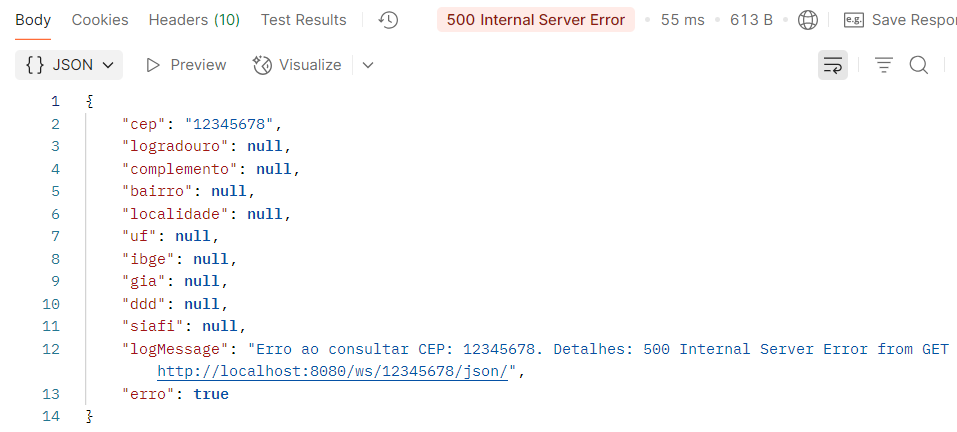 Body Cookies Headers (10) Test Results 500 Internal Server Error • 55 ms • 613 B • e.g. Save Respo
{} JSON Preview Visualize
1 {
2 "cep": "12345678",
3 "logradouro": null,
4 "complemento": null,
5 "bairro": null,
6 "localidade": null,
7 "uf": null,
8 "ibge": null,
9 "gia": null,
10 "ddd": null,
11 "siafi": null,
12 "logMessage": "Erro ao consultar CEP: 12345678. Detalhes: 500 Internal Server Error from GET
http://localhost:8080/ws/12345678/json/",
13 "erro": true
14 }